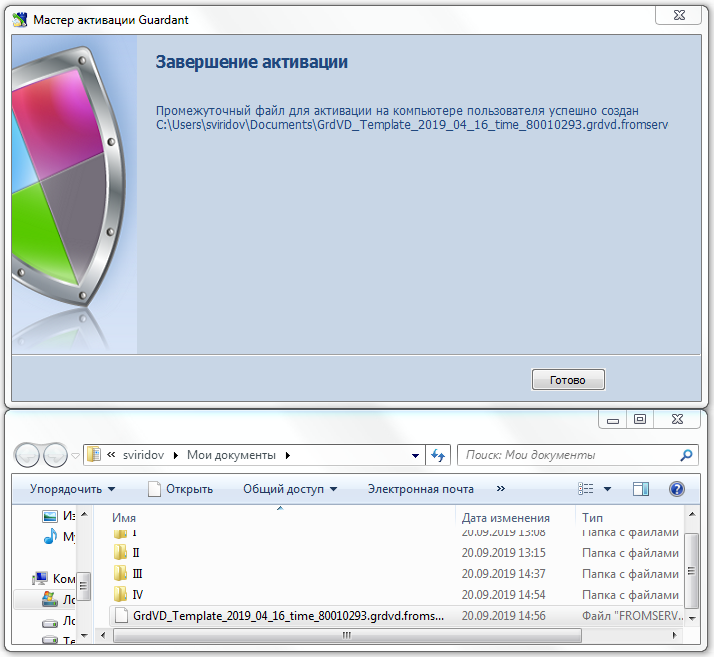 Мастер активации Guardant
Завершение активации
Промежуточный файл для активации на компьютере пользователя успешно создан
C:\Users\sviridov\Documents\GrdVD_Template_2019_04_16_time_80010293.grdvd.fromserv
Готово
« sviridov Мои документы
Поиск: Мои документы
Упорядочить Открыть Общий доступ Электронная почта »
Имя Дата изменения Тип
I 20.09.2019 13:08 Папка с файлами
II 20.09.2019 13:15 Папка с файлами
III 20.09.2019 14:37 Папка с файлами
IV 20.09.2019 14:54 Папка с файлами
GrdVD_Template_2019_04_16_time_80010293.grdvd.froms... 20.09.2019 14:56 Файл "FROMSERV...
Из
Му
Ком
Ло
Ло
Те